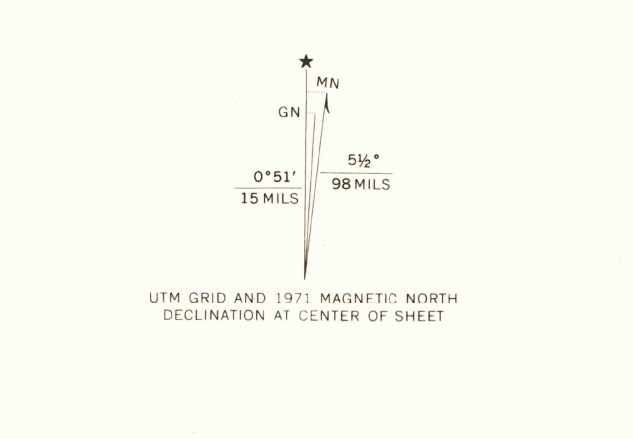 ★
MN
GN
0°51'
15 MILS
5½°
98 MILS
UTM GRID AND 1971 MAGNETIC NORTH
DECLINATION AT CENTER OF SHEET